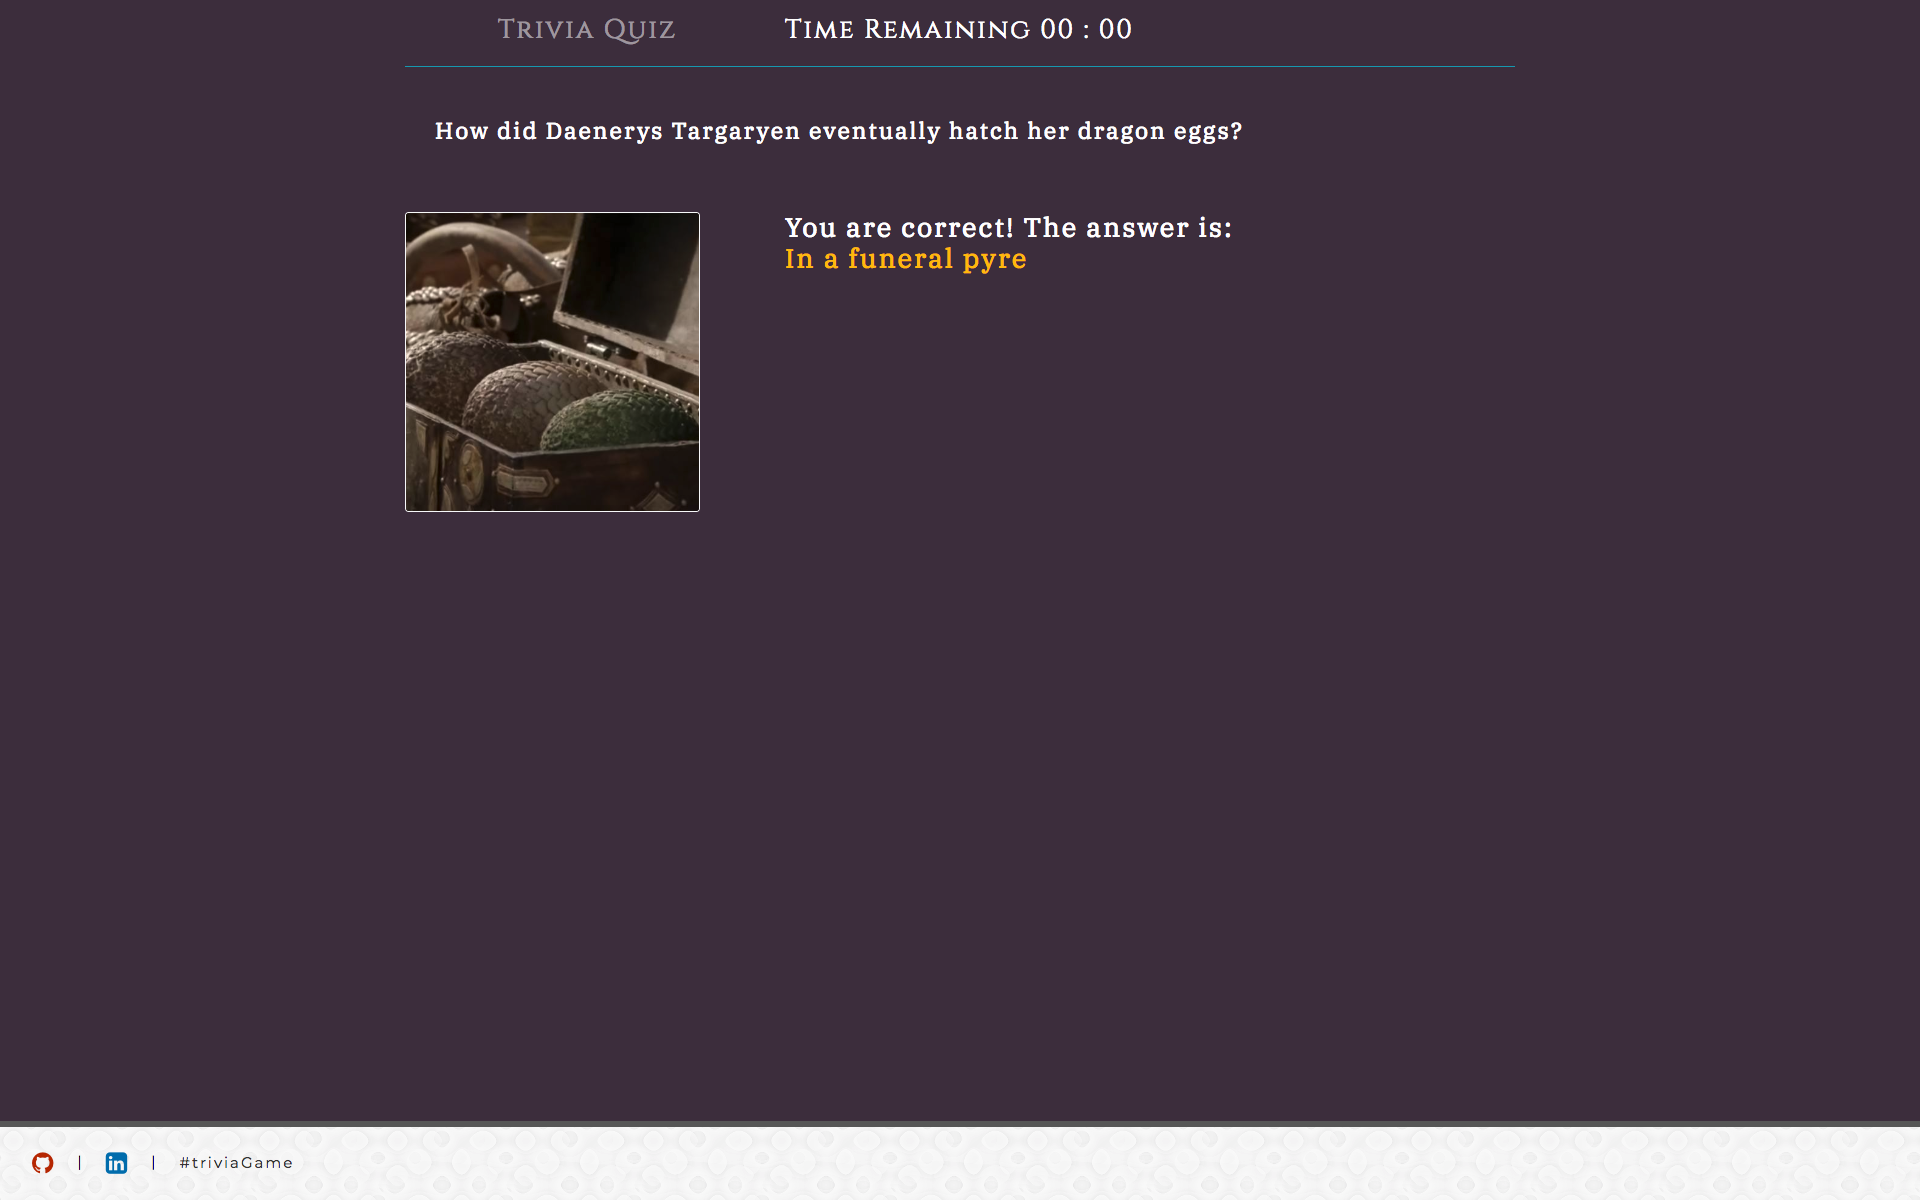 Trivia Quiz
Time Remaining 00 : 00
How did Daenerys Targaryen eventually hatch her dragon eggs?
You are correct! The answer is:
In a funeral pyre
| in | #triviaGame